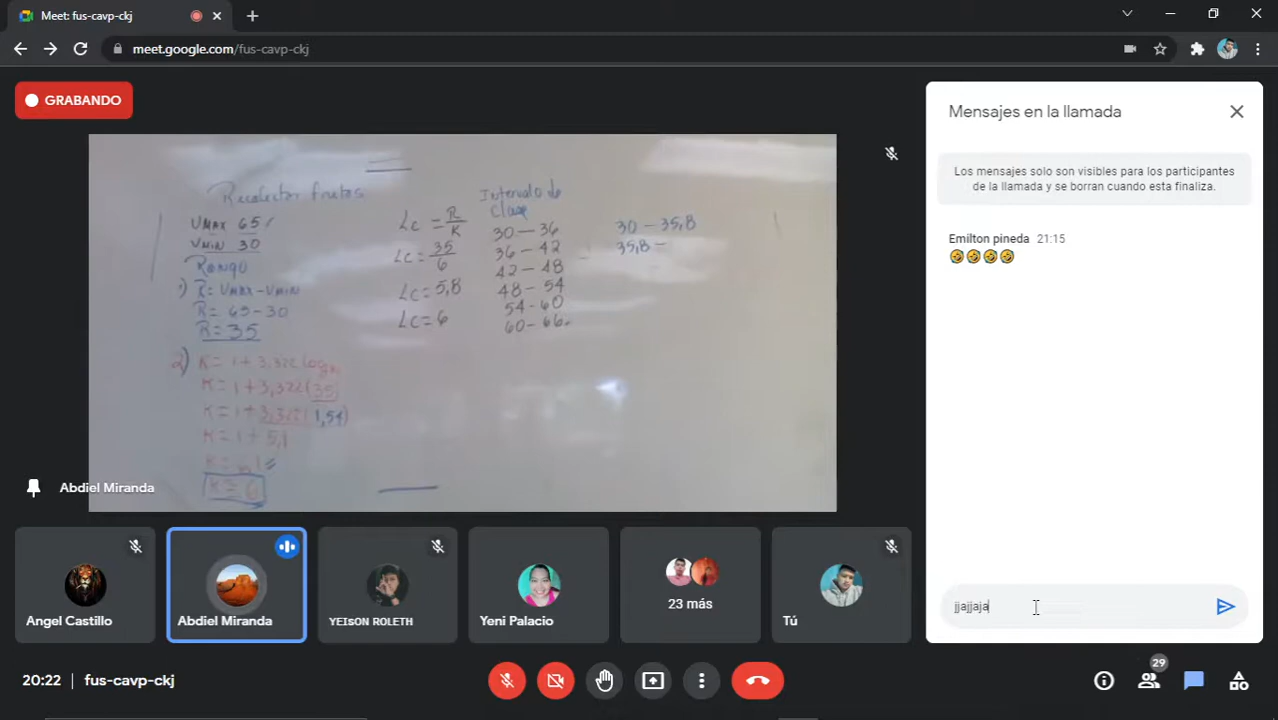 Meet: fus-cavp-ckj
meet.google.com/fus-cavp-ckj
GRABANDO
Recolector frutos
VMAX 65
VMIN 30
Rango
1) R = VMAX - VMIN
R = 65 - 30
R = 35
2) K = 1 + 3,322 log
K = 1 + 3,322 (35)
K = 1 + 3,322 (1,54)
K = 1 + 5,1
K = 6,1
K = 6
Lc = R/K
Lc = 35/6
Lc = 5,8
Lc = 6
Intervalo de
Clase
30 - 36
36 - 42
42 - 48
48 - 54
54 - 60
60 - 66
30 - 35,8
35,8 -
Abdiel Miranda
Angel Castillo
Abdiel Miranda
YEISON ROLETH
Yeni Palacio
23 más
Tú
Mensajes en la llamada
Los mensajes solo son visibles para los participantes
de la llamada y se borran cuando esta finaliza.
Emilton pineda 21:15
🤣🤣🤣🤣
jjajjaja
20:22 | fus-cavp-ckj
29